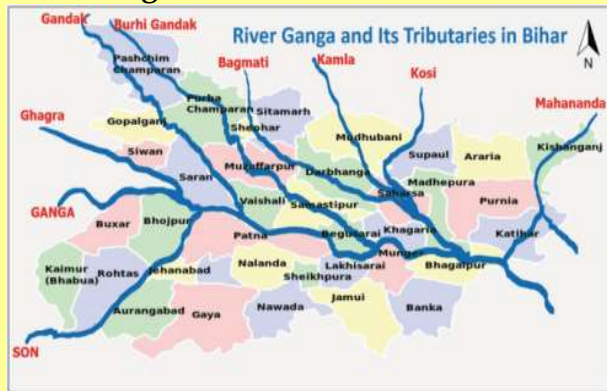 Gandak
Burhi Gandak
River Ganga and Its Tributaries in Bihar
N
Pashchim
Champaran
Bagmati
Kamla
Kosi
Mahananda
Purba
Champaran
Sitamarh
Gopalganj
Sheohar
Ghagra
Madhubani
Kishanganj
Siwan
Supaul
Araria
Muzaffarpur
Darbhanga
Saran
Madhepura
Saharsa
Vaishali
Purnia
GANGA
Samastipur
Bhojpur
Buxar
Begusarai
Khagaria
Katihar
Patna
Munger
Kaimur
(Bhabua)
Rohtas
Jehanabad
Nalanda
Lakhisarai
Bhagalpur
Sheikhpura
Aurangabad
Gaya
Nawada
Jamui
Banka
SON